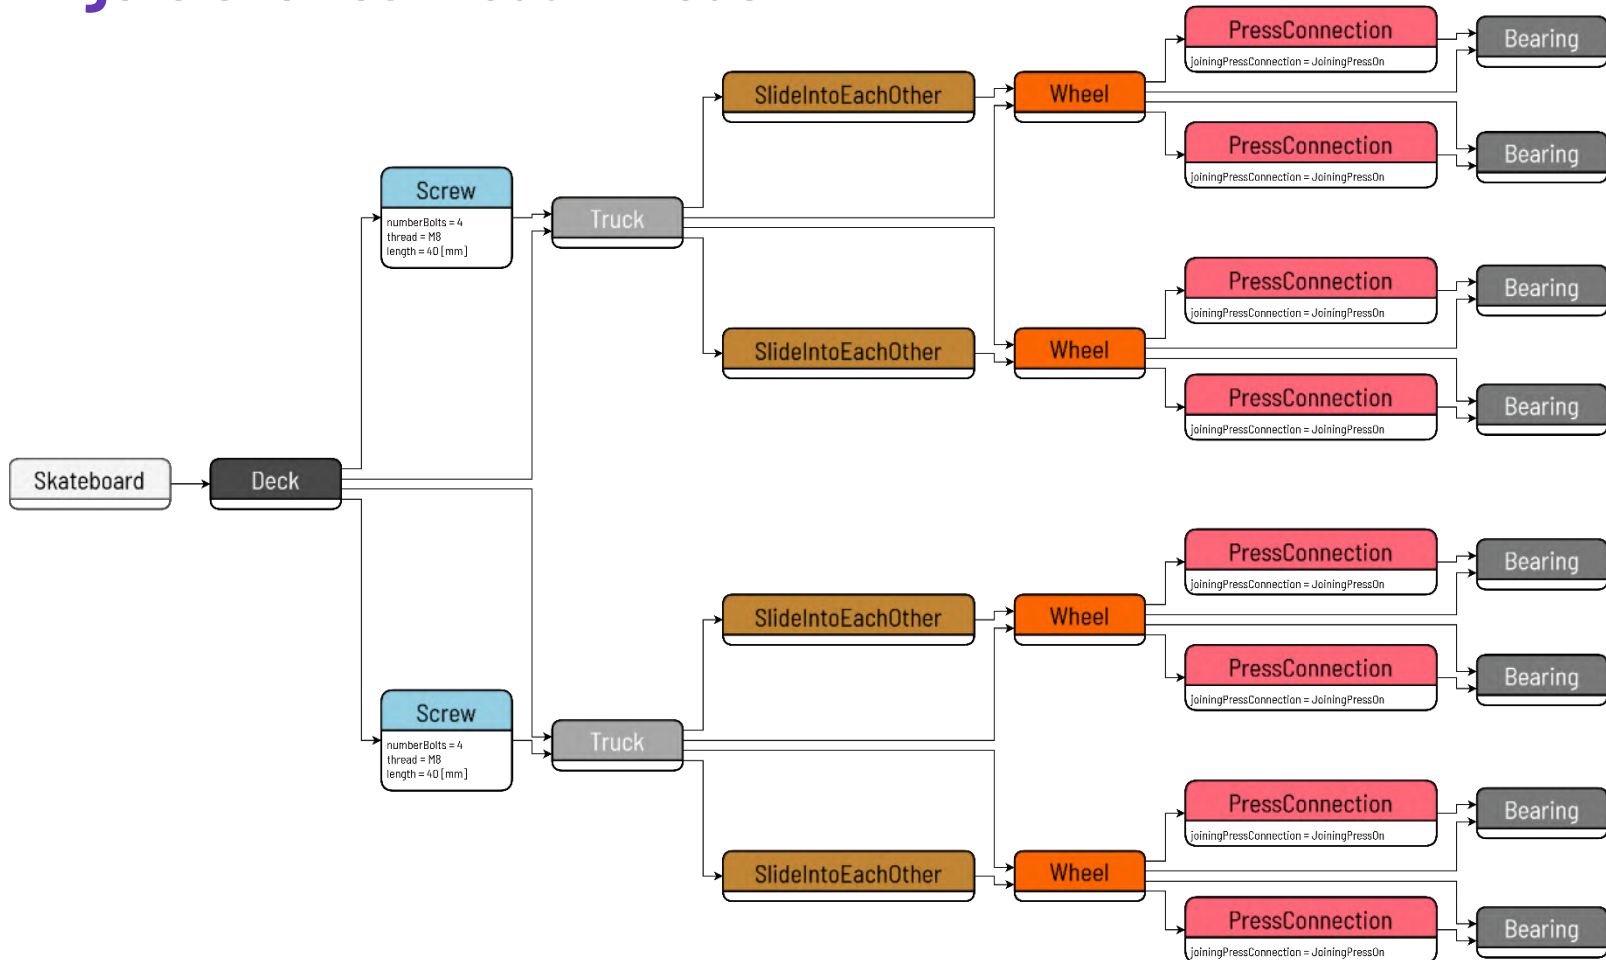 PressConnection
joiningPressConnection = JoiningPressOn
Bearing
SlideIntoEachOther
Wheel
PressConnection
joiningPressConnection = JoiningPressOn
Bearing
Screw
numberBolts = 4
thread = M8
length = 40 [mm]
Truck
PressConnection
joiningPressConnection = JoiningPressOn
Bearing
SlideIntoEachOther
Wheel
PressConnection
joiningPressConnection = JoiningPressOn
Bearing
Skateboard
Deck
PressConnection
joiningPressConnection = JoiningPressOn
Bearing
SlideIntoEachOther
Wheel
PressConnection
joiningPressConnection = JoiningPressOn
Bearing
Screw
numberBolts = 4
thread = M8
length = 40 [mm]
Truck
PressConnection
joiningPressConnection = JoiningPressOn
Bearing
SlideIntoEachOther
Wheel
PressConnection
joiningPressConnection = JoiningPressOn
Bearing